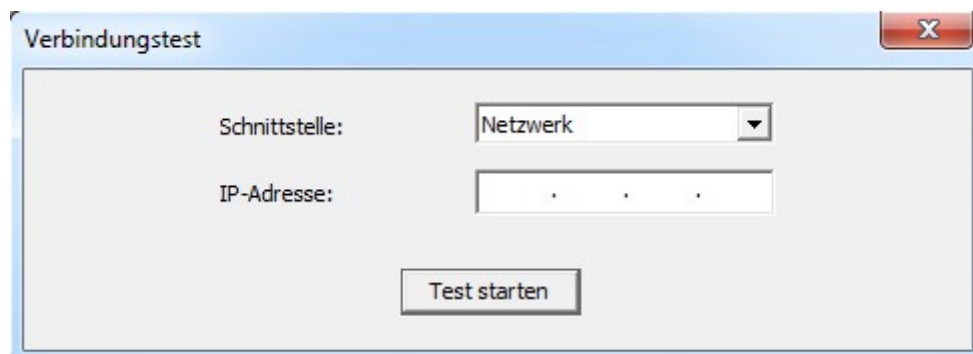 Verbindungstest
Schnittstelle: Netzwerk
IP-Adresse: . . .
Test starten